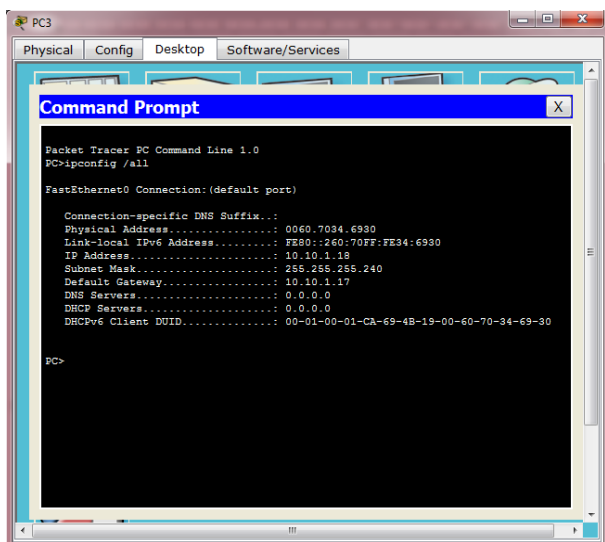 PC3
Physical Config Desktop Software/Services
Command Prompt X
Packet Tracer PC Command Line 1.0
PC>ipconfig /all
FastEthernet0 Connection:(default port)
Connection-specific DNS Suffix..:
Physical Address................: 0060.7034.6930
Link-local IPv6 Address.........: FE80::260:70FF:FE34:6930
IP Address......................: 10.10.1.18
Subnet Mask.....................: 255.255.255.240
Default Gateway.................: 10.10.1.17
DNS Servers.....................: 0.0.0.0
DHCP Servers....................: 0.0.0.0
DHCPv6 Client DUID..............: 00-01-00-01-CA-69-4B-19-00-60-70-34-69-30
PC>